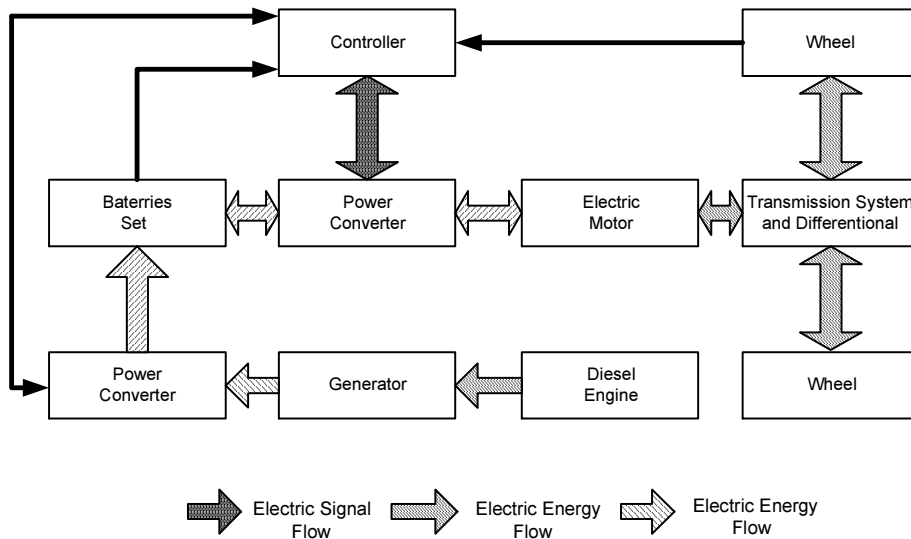 Controller
Wheel
Baterries
Set
Power
Converter
Electric
Motor
Transmission System
and Differentional
Power
Converter
Generator
Diesel
Engine
Wheel
Electric Signal
Flow
Electric Energy
Flow
Electric Energy
Flow